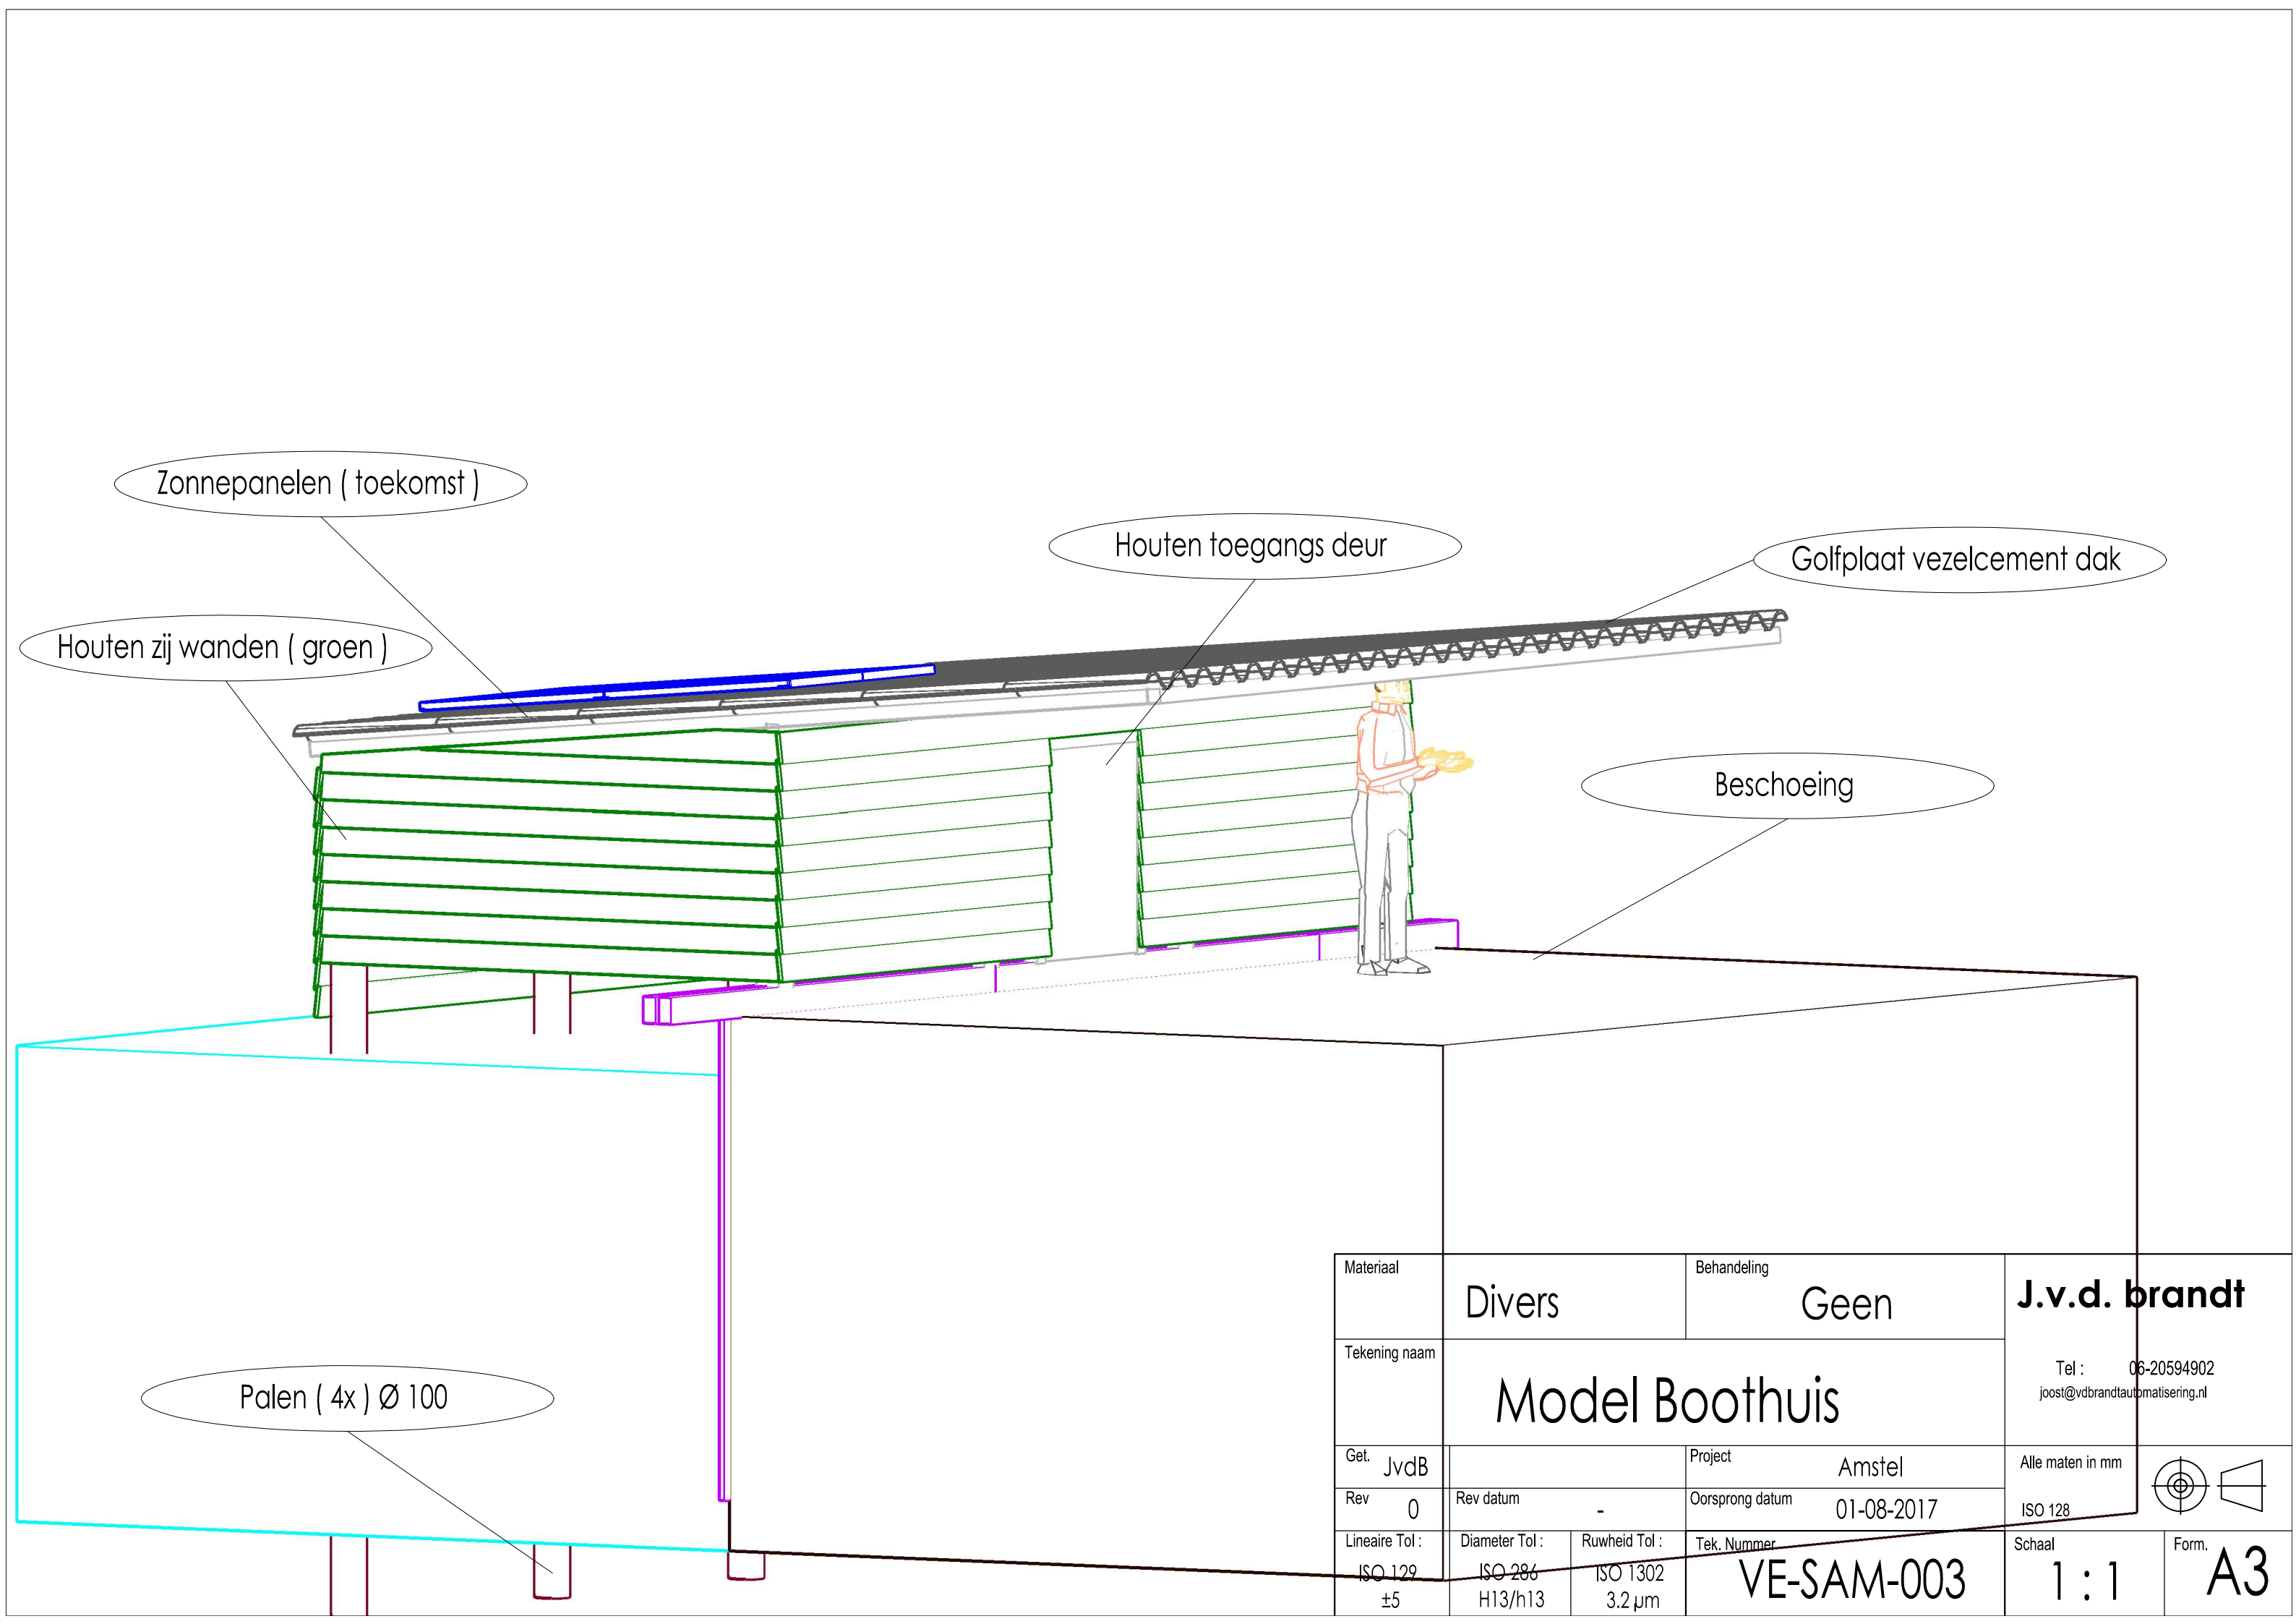 Zonnepanelen ( toekomst )
Houten toegangs deur
Golfplaat vezelcement dak
Houten zij wanden ( groen )
Beschoeing
Palen ( 4x ) Ø 100
Materiaal
Divers
Behandeling
Geen
J.v.d. brandt
Tel : 06-20594902
joost@vdbrandtautomatisering.nl
Tekening naam
Model Boothuis
Get. JvdB
Project Amstel
Alle maten in mm
Rev 0
Rev datum -
Oorsprong datum 01-08-2017
ISO 128
Lineaire Tol :
ISO 129
±5
Diameter Tol :
ISO 286
H13/h13
Ruwheid Tol :
ISO 1302
3.2 µm
Tek. Nummer
VE-SAM-003
Schaal
1 : 1
Form.
A3